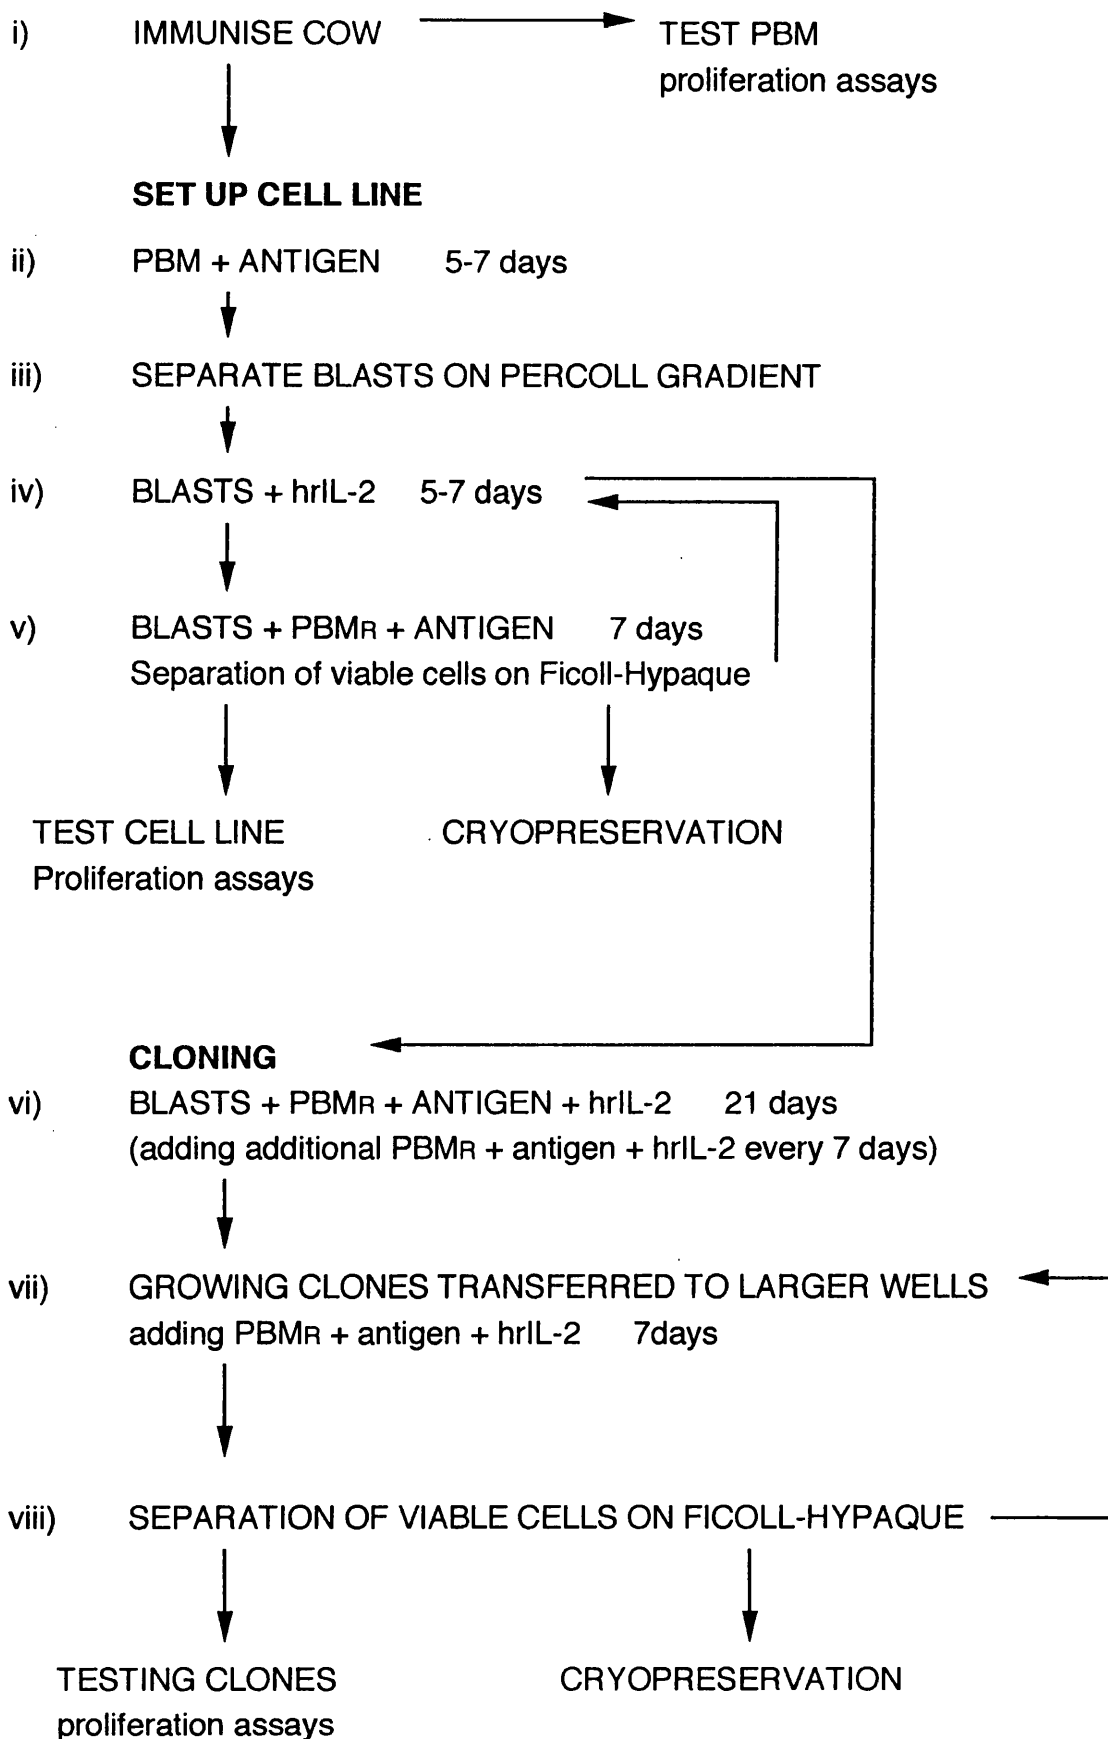 i) IMMUNISE COW TEST PBM
proliferation assays
SET UP CELL LINE
ii) PBM + ANTIGEN 5-7 days
iii) SEPARATE BLASTS ON PERCOLL GRADIENT
iv) BLASTS + hrIL-2 5-7 days
v) BLASTS + PBMR + ANTIGEN 7 days
Separation of viable cells on Ficoll-Hypaque
TEST CELL LINE CRYOPRESERVATION
Proliferation assays
CLONING
vi) BLASTS + PBMR + ANTIGEN + hrIL-2 21 days
(adding additional PBMR + antigen + hrIL-2 every 7 days)
vii) GROWING CLONES TRANSFERRED TO LARGER WELLS
adding PBMR + antigen + hrIL-2 7days
viii) SEPARATION OF VIABLE CELLS ON FICOLL-HYPAQUE
TESTING CLONES CRYOPRESERVATION
proliferation assays